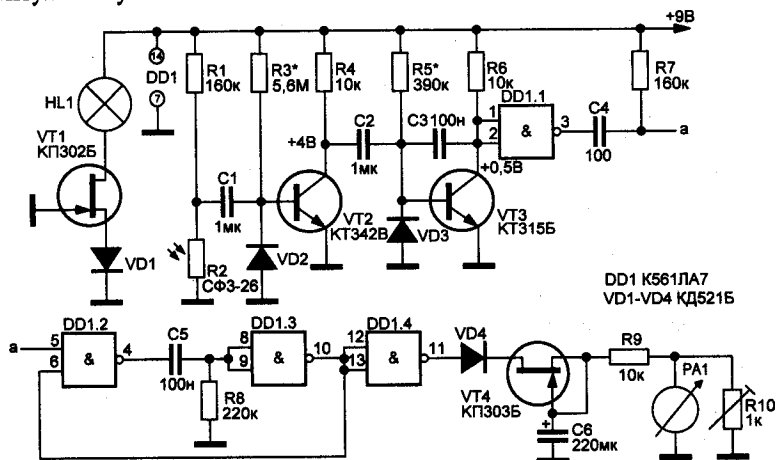 +9В
14
DD1
7
HL1
VT1
КП302Б
VD1
R1
160к
R2
СФ3-26
C1
1мк
R3*
5,6М
VD2
R4
10к
+4В
VT2
КТ342В
C2
1мк
R5*
390к
VD3
C3 100н
R6
10к
+0,5В
VT3
КТ315Б
DD1.1
1
2
&
3
C4
100
R7
160к
а
DD1 К561ЛА7
VD1-VD4 КД521Б
а
DD1.2
5
6
&
4
C5
100н
R8
220к
DD1.3
8
9
&
10
DD1.4
12
13
&
11
VD4
VT4
КП303Б
C6
220мк
+
R9
10к
PA1
R10
1к